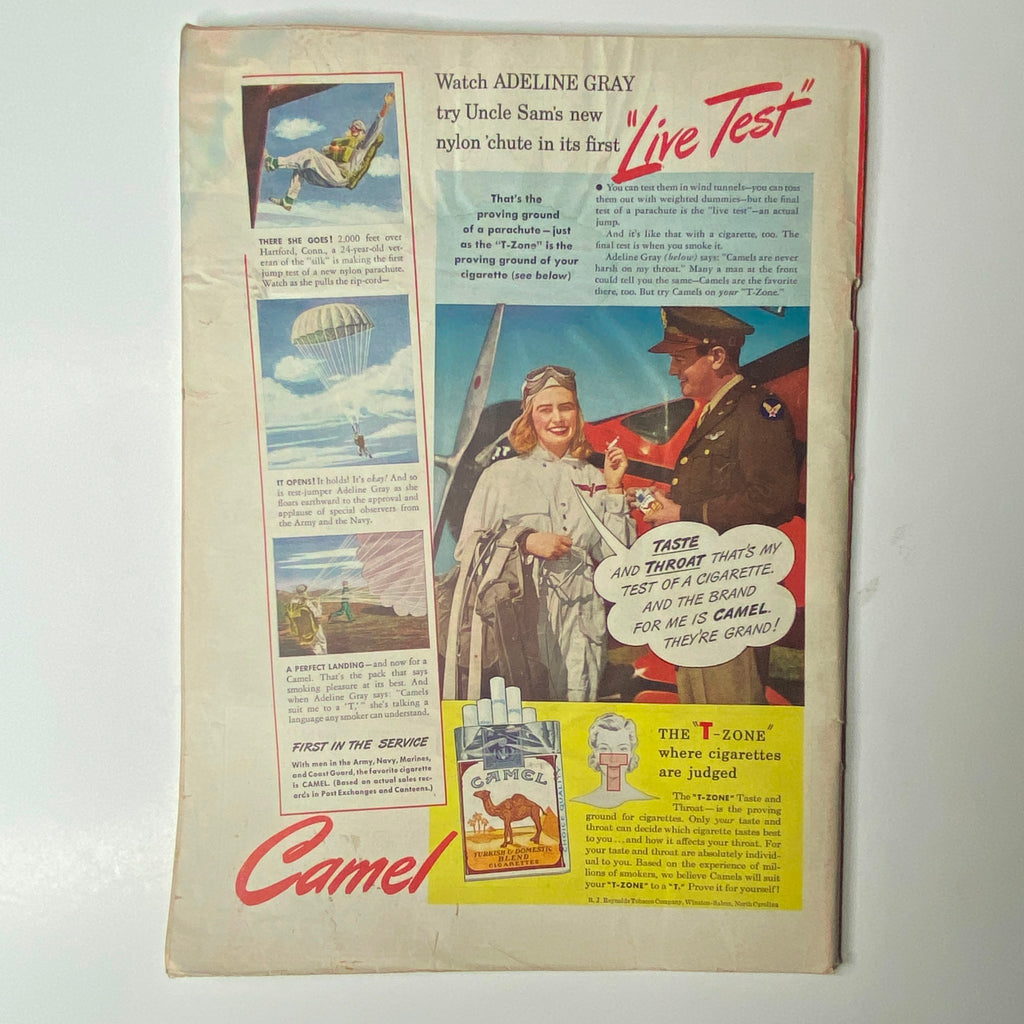 Watch ADELINE GRAY
try Uncle Sam's new
nylon 'chute in its first
"Live Test"
THERE SHE GOES! 2,000 feet over
Hartford, Conn., a 24-year-old vet-
eran of the "silk" is making the first
jump test of a new nylon parachute.
Watch as she pulls the rip-cord—
IT OPENS! It holds! It's okay! And so
is test-jumper Adeline Gray as she
floats earthward to the approval and
applause of special observers from
the Army and the Navy.
A PERFECT LANDING—and now for a
Camel. That's the pack that says
smoking pleasure at its best. And
when Adeline Gray says: "Camels
suit me to a 'T,'" she's talking a
language any smoker can understand.
FIRST IN THE SERVICE
With men in the Army, Navy, Marines,
and Coast Guard, the favorite cigarette
is CAMEL. (Based on actual sales rec-
ords in Post Exchanges and Canteens.)
Camel
That's the
proving ground
of a parachute—just
as the "T-Zone" is the
proving ground of your
cigarette (see below)
● You can test them in wind tunnels—you can toss
them out with weighted dummies—but the final
test of a parachute is the "live test"—an actual
jump.
And it's like that with a cigarette, too. The
final test is when you smoke it.
Adeline Gray (below) says: "Camels are never
harsh on my throat." Many a man at the front
could tell you the same—Camels are the favorite
there, too. But try Camels on your "T-Zone."
TASTE
AND THROAT THAT'S MY
TEST OF A CIGARETTE.
AND THE BRAND
FOR ME IS CAMEL.
THEY'RE GRAND!
CAMEL
TURKISH & DOMESTIC
BLEND
CIGARETTES
CHOICE QUALITY
T
THE "T-ZONE"
where cigarettes
are judged
The "T-ZONE" Taste and
Throat—is the proving
ground for cigarettes. Only your taste and
throat can decide which cigarette tastes best
to you...and how it affects your throat. For
your taste and throat are absolutely individ-
ual to you. Based on the experience of mil-
lions of smokers, we believe Camels will suit
your "T-ZONE" to a "T." Prove it for yourself!
R. J. Reynolds Tobacco Company, Winston-Salem, North Carolina